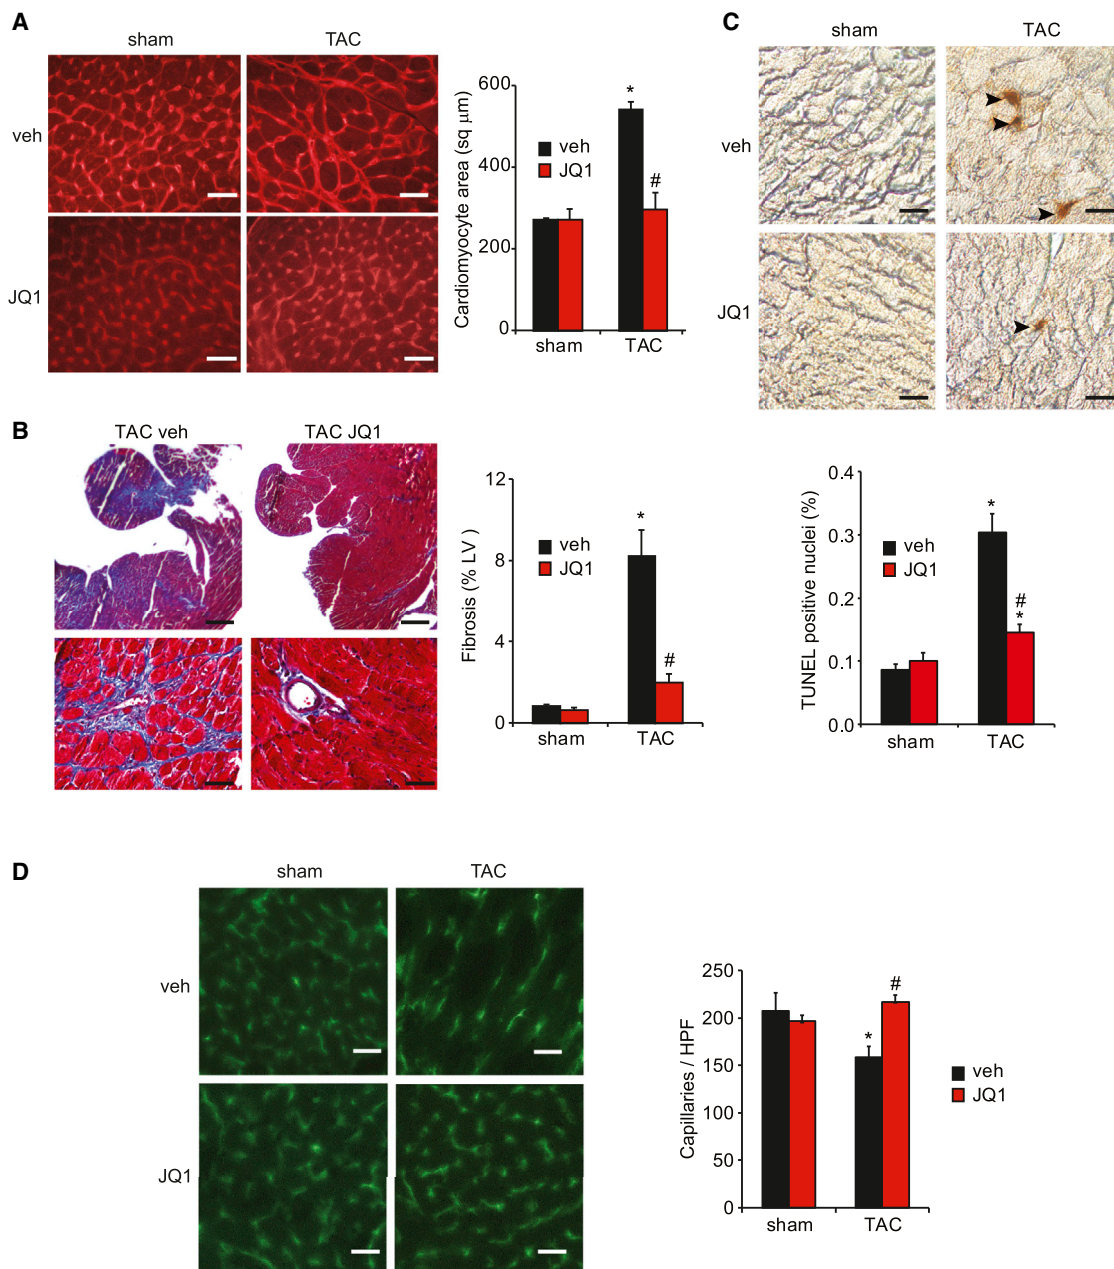 A
sham
TAC
veh
JQ1
Cardiomyocyte area (sq μm)
600
400
200
0
veh
JQ1
*
#
sham
TAC
C
sham
TAC
veh
JQ1
B
TAC veh
TAC JQ1
Fibrosis (% LV )
12
8
4
0
veh
JQ1
*
#
sham
TAC
TUNEL positive nuclei (%)
0.4
0.3
0.2
0.1
0.0
veh
JQ1
*
#
*
sham
TAC
D
sham
TAC
veh
JQ1
Capillaries / HPF
250
200
150
100
50
0
*
#
veh
JQ1
sham
TAC